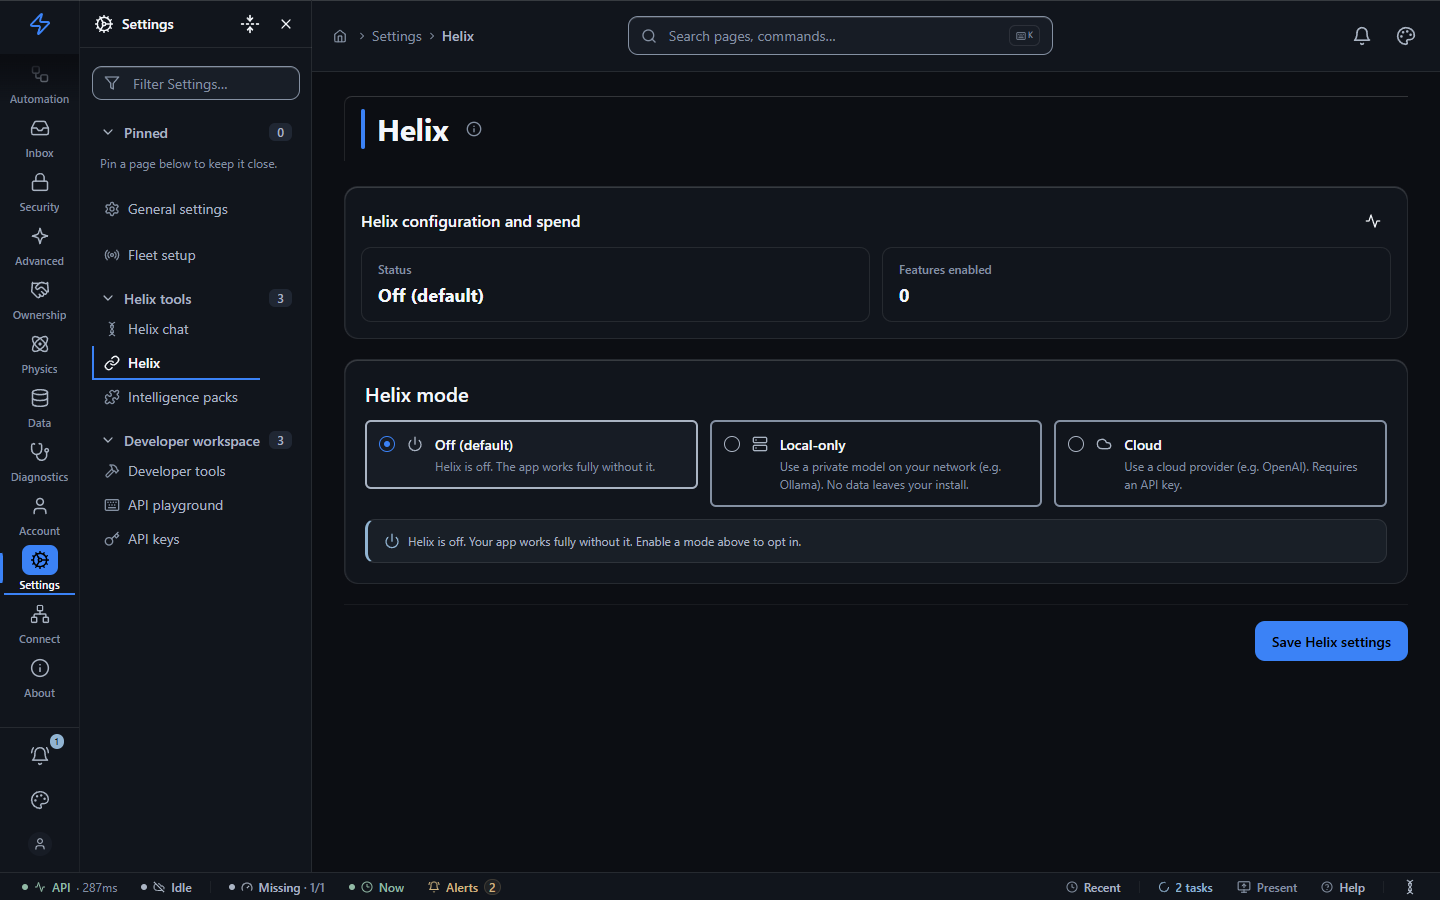 Automation
Inbox
Security
Advanced
Ownership
Physics
Data
Diagnostics
Account
Settings
Connect
About
1
Settings
Filter Settings...
Pinned 0
Pin a page below to keep it close.
General settings
Fleet setup
Helix tools 3
Helix chat
Helix
Intelligence packs
Developer workspace 3
Developer tools
API playground
API keys
Settings Helix
Search pages, commands... K
Helix
Helix configuration and spend
Status
Off (default)
Features enabled
0
Helix mode
Off (default)
Helix is off. The app works fully without it.
Local-only
Use a private model on your network (e.g.
Ollama). No data leaves your install.
Cloud
Use a cloud provider (e.g. OpenAI). Requires
an API key.
Helix is off. Your app works fully without it. Enable a mode above to opt in.
Save Helix settings
API · 287ms Idle Missing · 1/1 Now Alerts 2 Recent 2 tasks Present Help